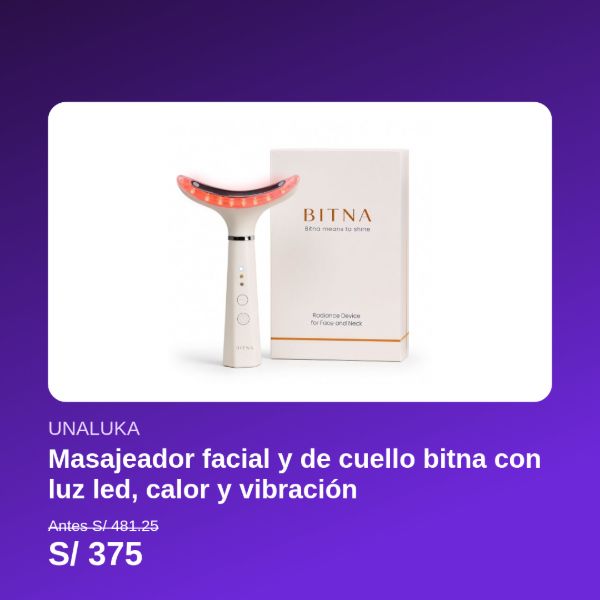 BITNA
Bitna means to shine
Radiance Device
for Face and Neck
BITNA
UNALUKA
Masajeador facial y de cuello bitna con
luz led, calor y vibración
Antes S/ 481.25
S/ 375